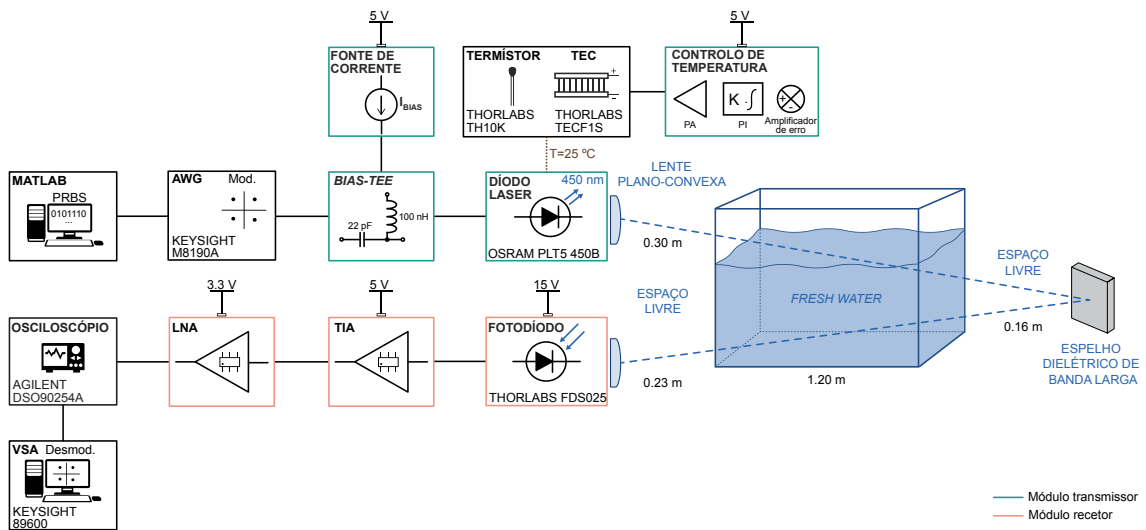 5 V
FONTE DE
CORRENTE
I BIAS
TERMÍSTOR
TEC
+
−
THORLABS
TH10K
THORLABS
TECF1S
5 V
CONTROLO DE
TEMPERATURA
K ·∫
+
-
PA
PI
Amplificador
de erro
T=25 ºC
MATLAB
PRBS
0101110
...
AWG
Mod.
KEYSIGHT
M8190A
BIAS-TEE
22 pF
100 nH
DÍODO
LASER
450 nm
OSRAM PLT5 450B
LENTE
PLANO-CONVEXA
0.30 m
ESPAÇO
LIVRE
FRESH WATER
ESPAÇO
LIVRE
0.16 m
ESPELHO
DIELÉTRICO DE
BANDA LARGA
0.23 m
1.20 m
OSCILOSCÓPIO
AGILENT
DSO90254A
3.3 V
LNA
5 V
TIA
15 V
FOTODÍODO
THORLABS FDS025
VSA Desmod.
KEYSIGHT
89600
Módulo transmissor
Módulo recetor